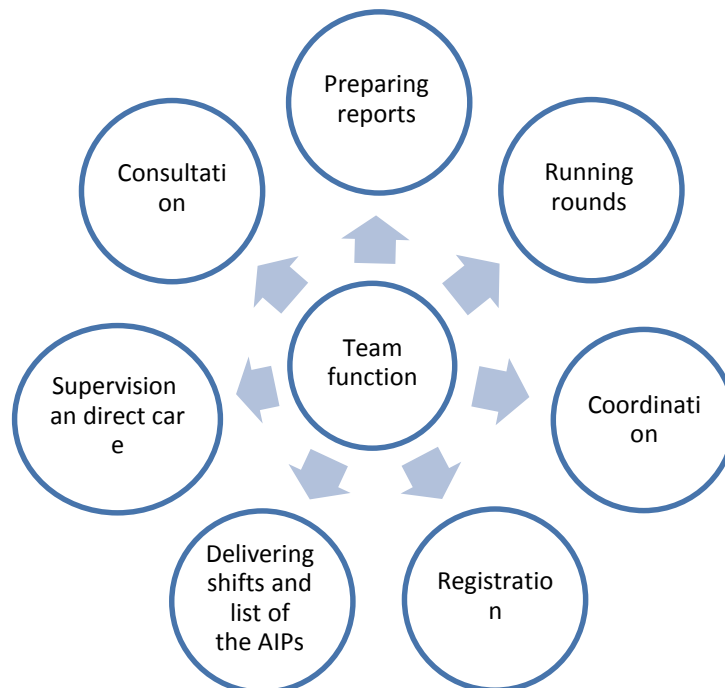 Preparing
reports
Consultati
on
Running
rounds
Team
function
Supervision
an direct car
e
Coordinati
on
Delivering
shifts and
list of
the AIPs
Registratio
n